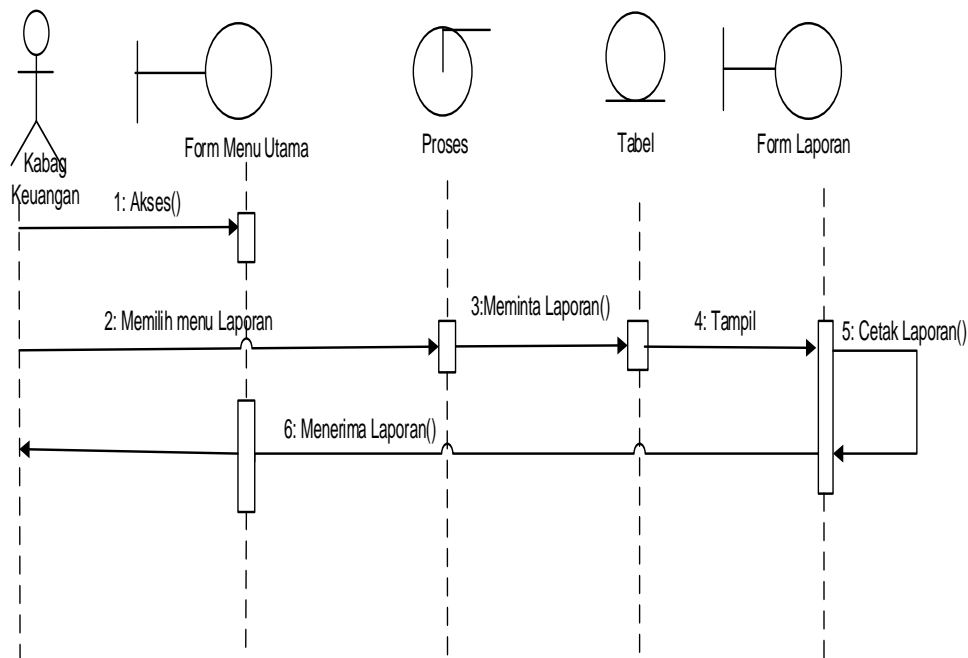 Kabag
Keuangan
Form Menu Utama
Proses
Tabel
Form Laporan
1: Akses()
2: Memilih menu Laporan
3:Meminta Laporan()
4: Tampil
5: Cetak Laporan()
6: Menerima Laporan()